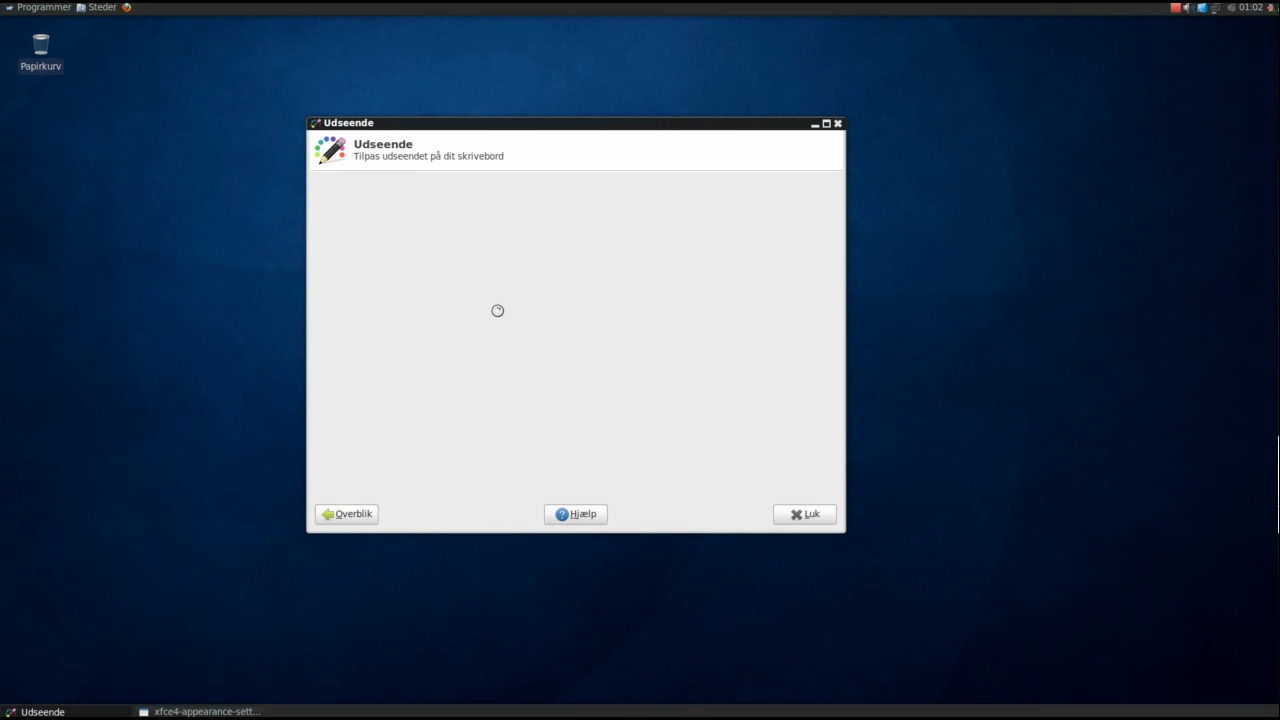 Programmer Steder 01:02
Papirkurv
Udseende
Udseende
Tilpas udseendet på dit skrivebord
Overblik Hjælp Luk
Udseende xfce4-appearance-sett...